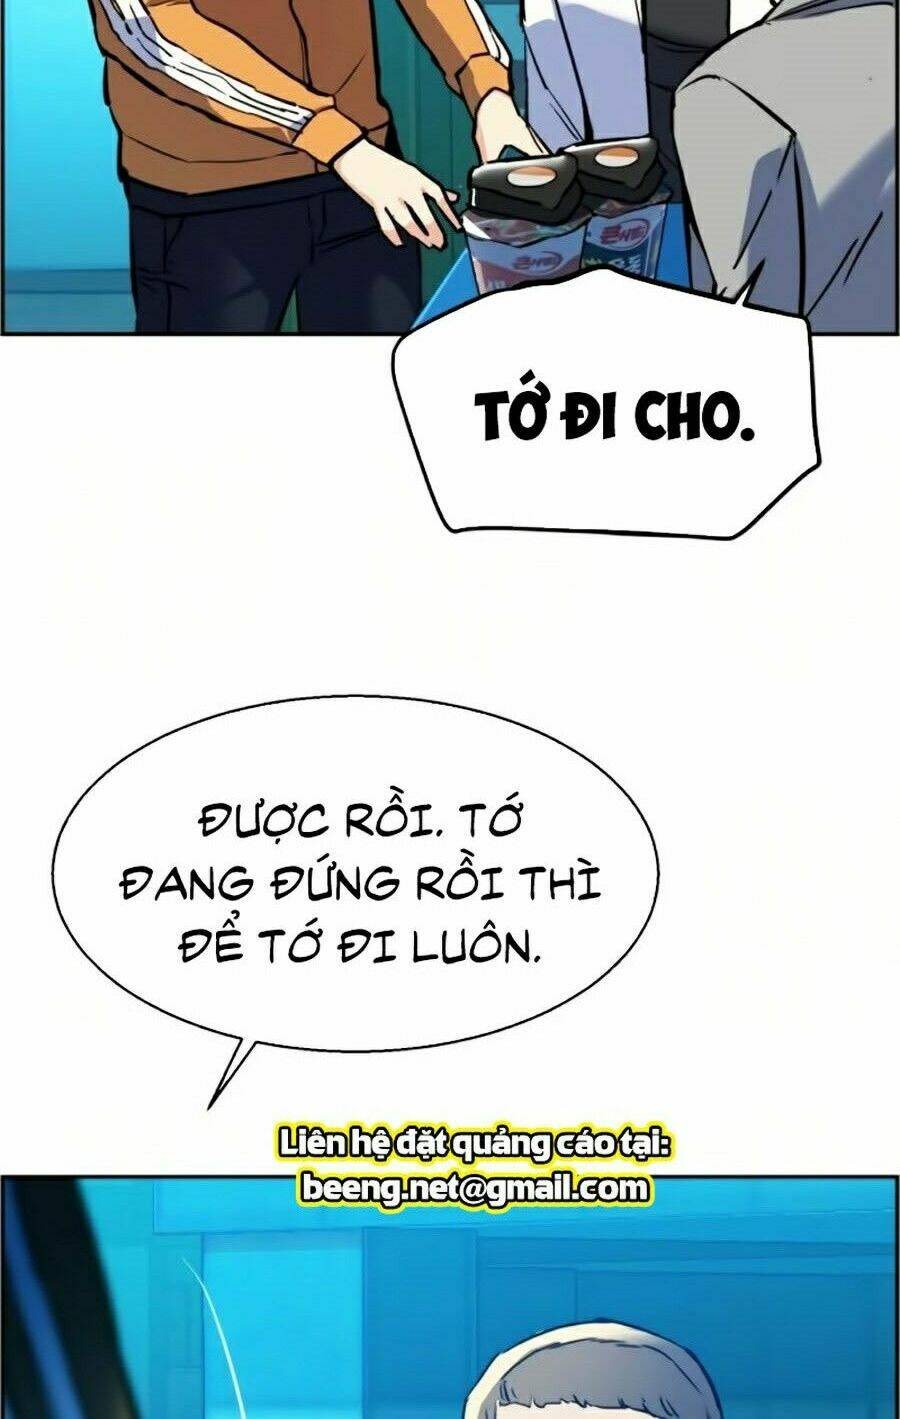 TỚ ĐI CHO.
ĐƯỢC RỒI. TỚ
ĐANG ĐỨNG RỒI THÌ
ĐỂ TỚ ĐI LUÔN.
Liên hệ đặt quảng cáo tại:
beeng.net@gmail.com